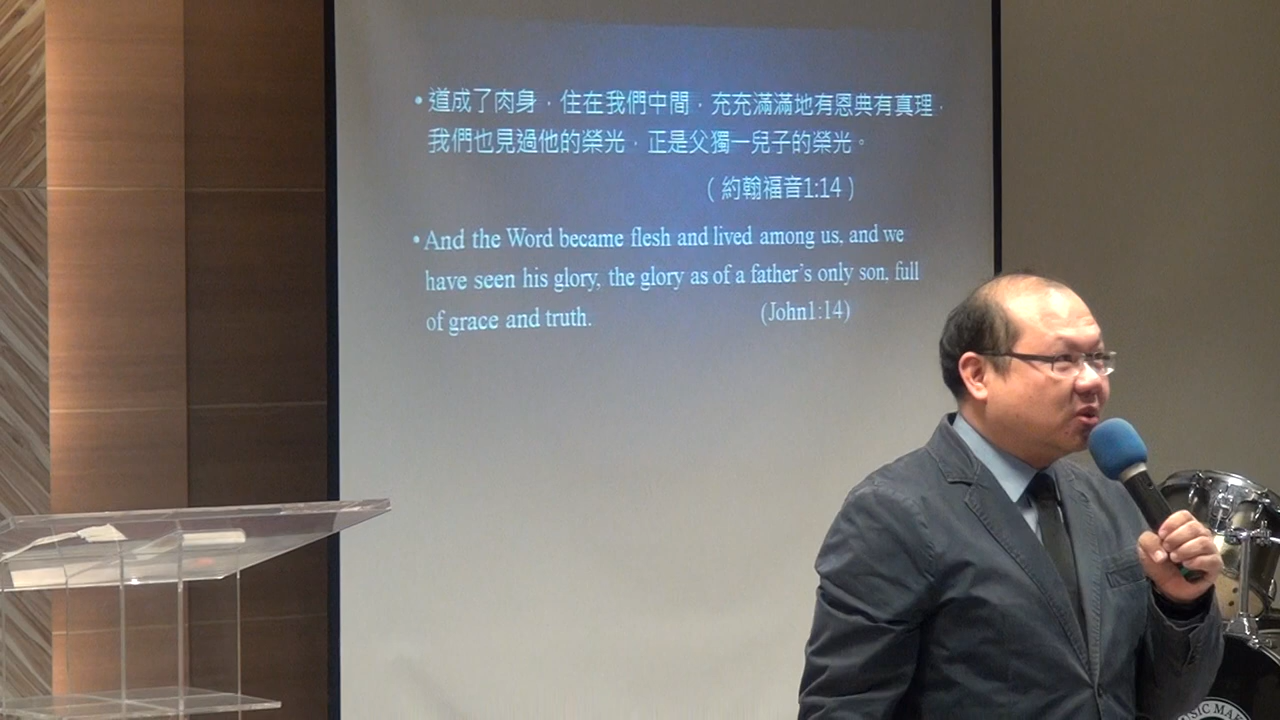 • 道成了肉身，住在我們中間，充充滿滿地有恩典有真理，
我們也見過他的榮光，正是父獨一兒子的榮光。
（約翰福音1:14）
• And the Word became flesh and lived among us, and we
have seen his glory, the glory as of a father's only son, full
of grace and truth. (John1:14)